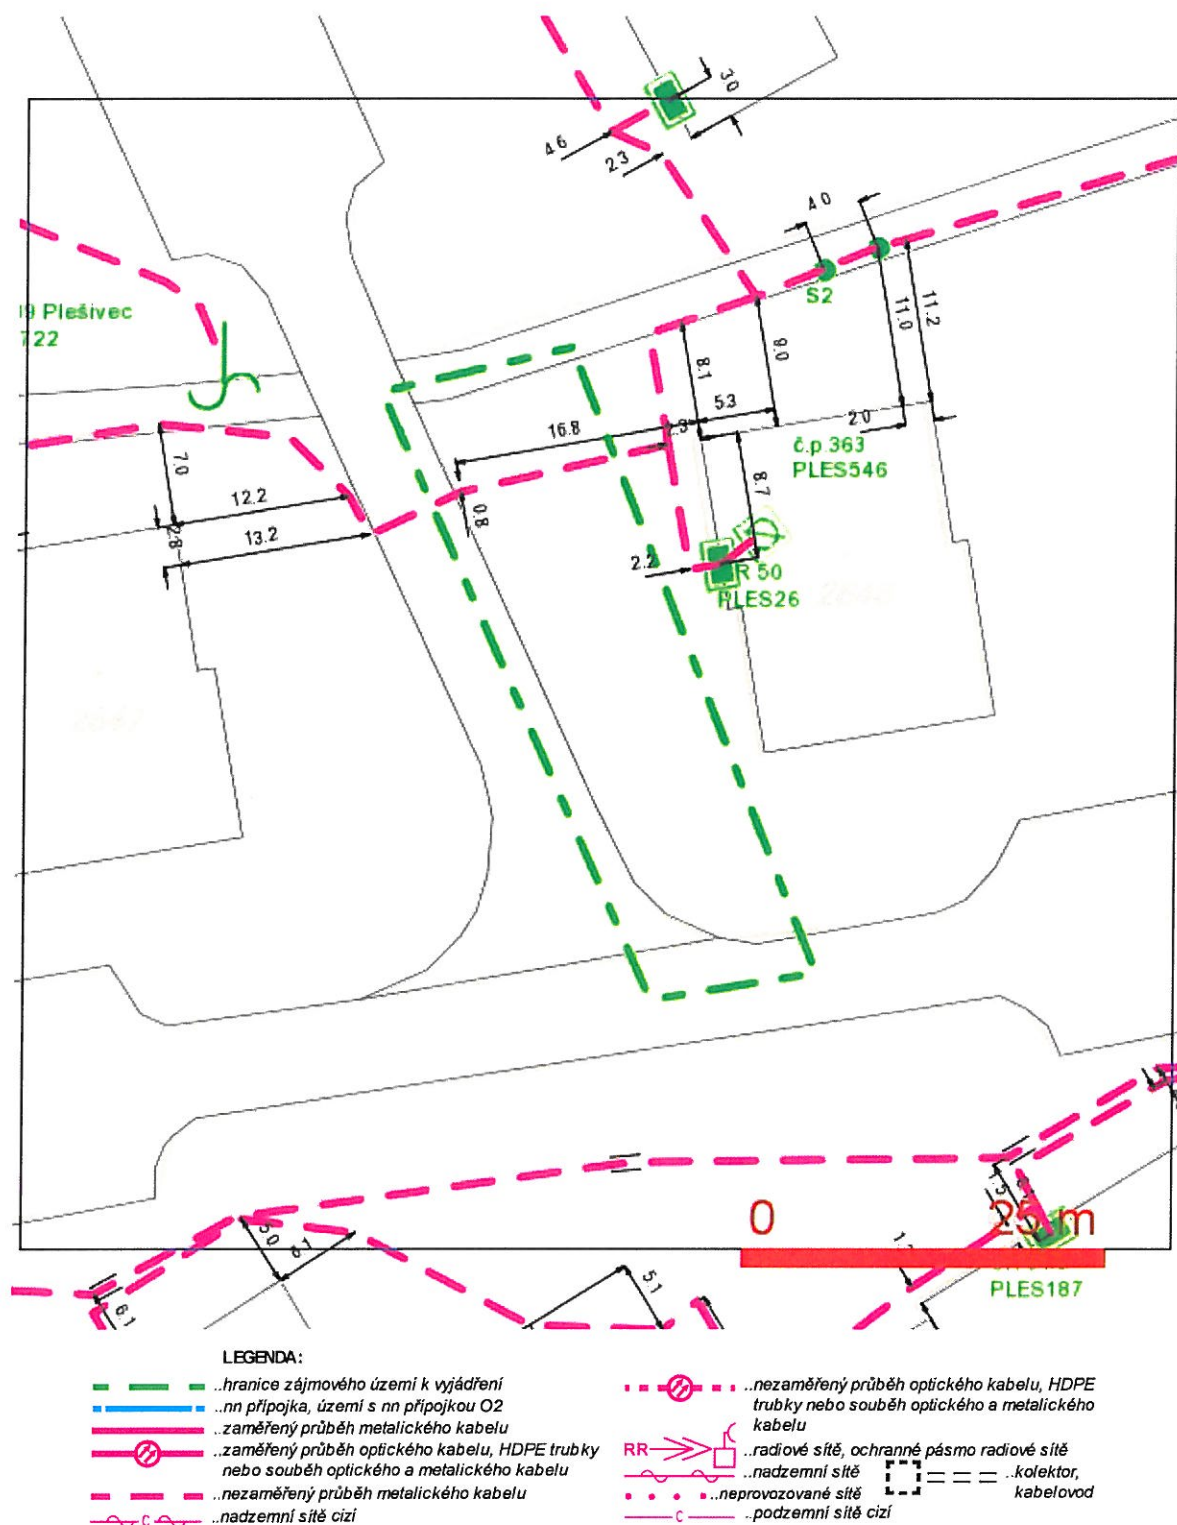 3.0
4.6
2.3
4.0
S2
19 Plešivec
722
11.0
11.2
8.1
9.0
5.3
16.8
2.0
č.p.363
PLES546
7.0
8.7
12.2
0.8
2.8
13.2
2.2
R 50
PLES26
0
25 m
5.0
6.1
5.1
6.1
PLES187
LEGENDA:
..hranice zájmového území k vyjádření
..nn přípojka, území s nn přípojkou O2
..zaměřený průběh metalického kabelu
..zaměřený průběh optického kabelu, HDPE trubky
nebo souběh optického a metalického kabelu
..nezaměřený průběh metalického kabelu
C
..nadzemní sítě cizí
..nezaměřený průběh optického kabelu, HDPE
trubky nebo souběh optického a metalického
kabelu
RR
..radiové sítě, ochranné pásmo radiové sítě
..nadzemní sítě
..kolektor,
kabelovod
..neprovozované sítě
C
..podzemní sítě cizí